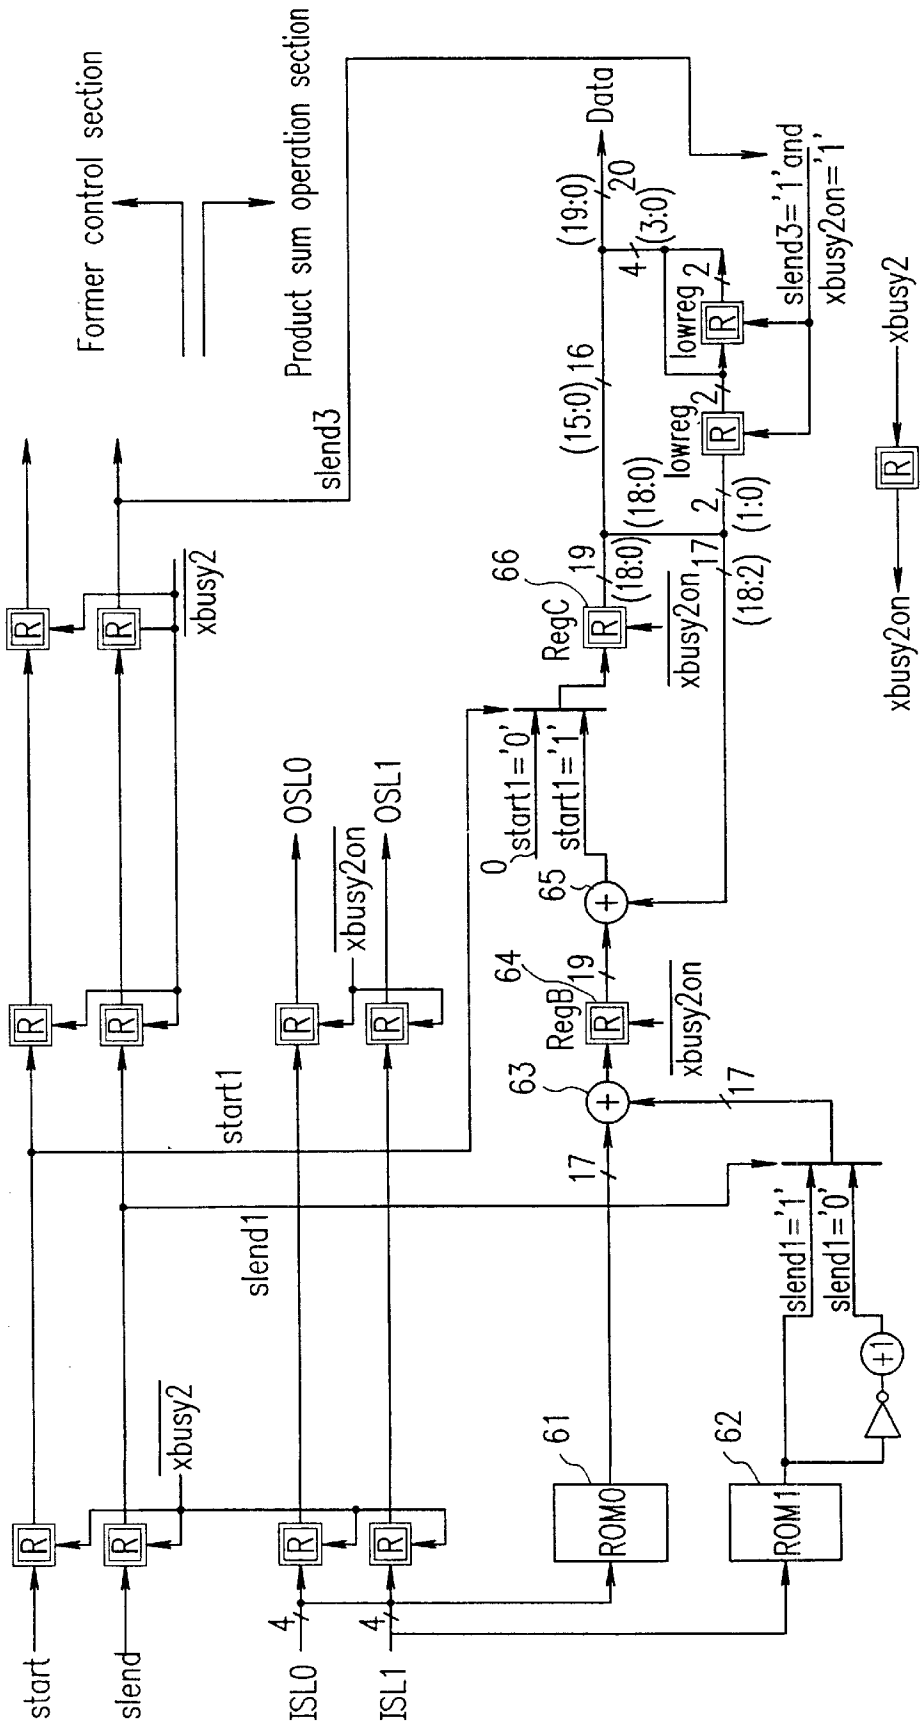 Former control section
Product sum operation section
start
R
R
R
slend
R
R
R
xbusy2
xbusy2
start1
slend1
slend3
ISL0
4
R
R
OSL0
ISL1
4
R
R
OSL1
xbusy2on
ROM0
61
17
63
+
RegB
64
R
19
xbusy2on
65
+
0
start1='0'
start1='1'
RegC
66
R
19
(18:0)
xbusy2on
(18:0)
(15:0)
16
(19:0)
20
Data
4
(3:0)
17
(18:2)
2
(1:0)
lowreg
R
2
lowreg
R
2
slend3='1'and
xbusy2on='1'
ROM1
62
+1
slend1='1'
slend1='0'
17
xbusy2on
R
xbusy2